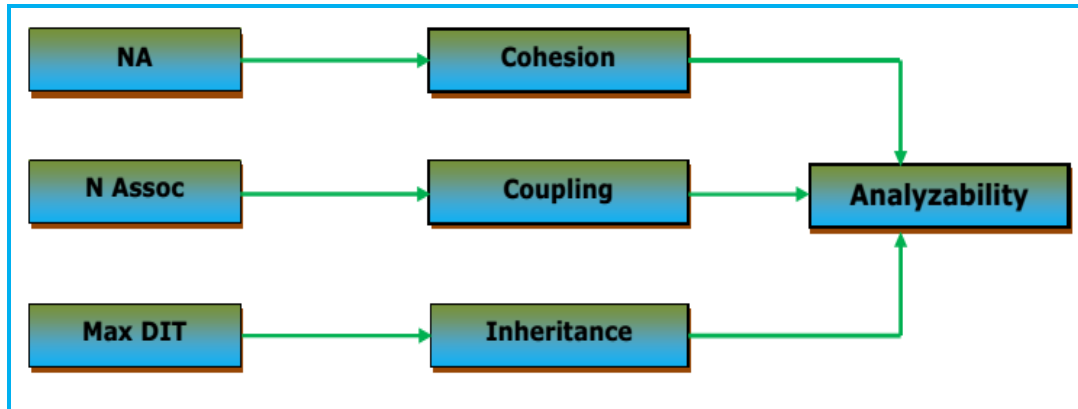 NA
Cohesion
N Assoc
Coupling
Analyzability
Max DIT
Inheritance